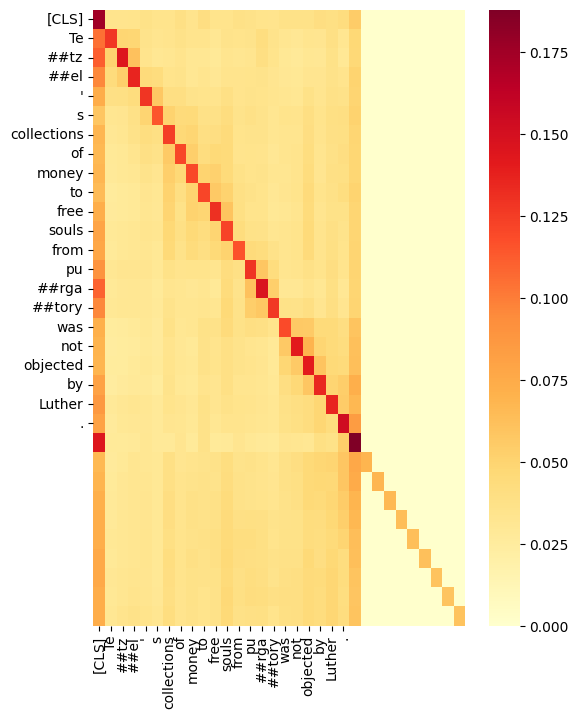 [CLS]
Te
##tz
##el
'
s
collections
of
money
to
free
souls
from
pu
##rga
##tory
was
not
objected
by
Luther
.
[CLS]
Te
##tz
##el
'
s
collections
of
money
to
free
souls
from
pu
##rga
##tory
was
not
objected
by
Luther
.
0.175
0.150
0.125
0.100
0.075
0.050
0.025
0.000